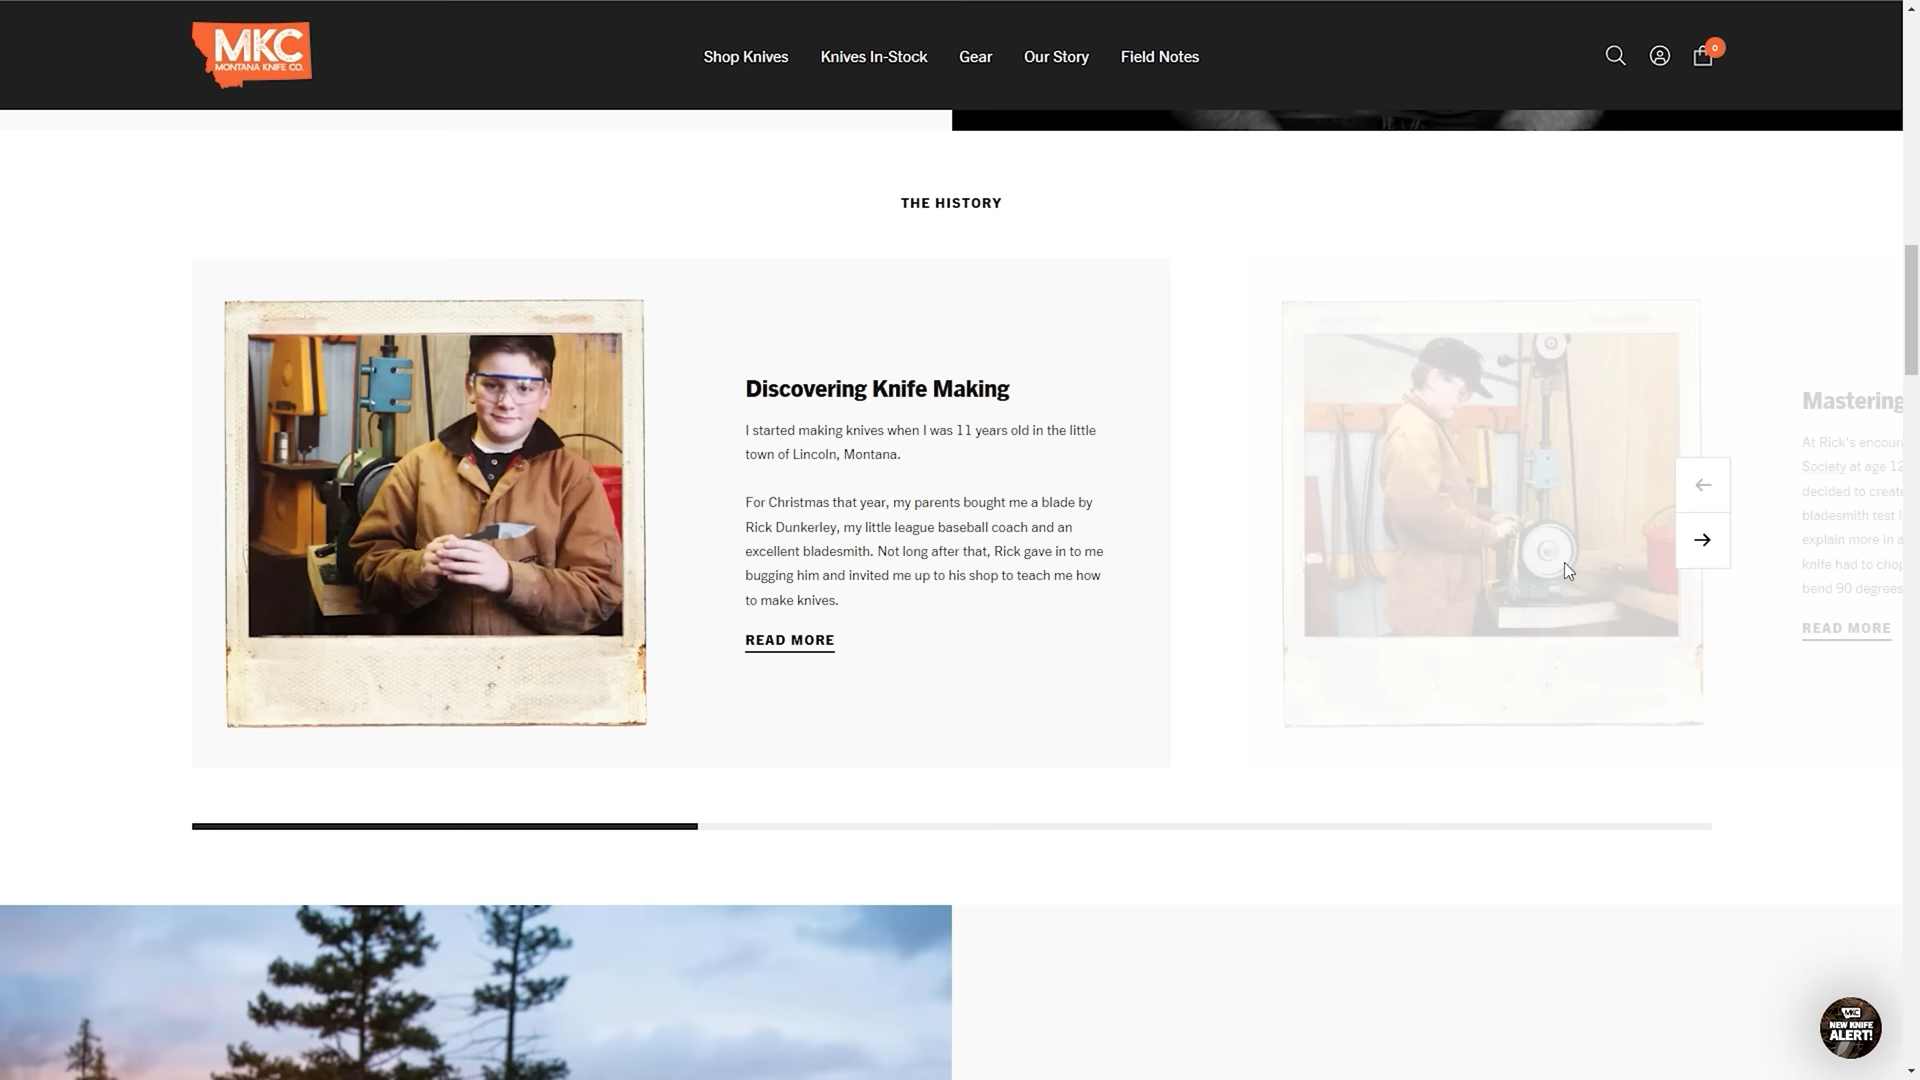 MKC
MONTANA KNIFE CO.
Shop Knives
Knives In-Stock
Gear
Our Story
Field Notes
0
THE HISTORY
Discovering Knife Making
I started making knives when I was 11 years old in the little
town of Lincoln, Montana.
For Christmas that year, my parents bought me a blade by
Rick Dunkerley, my little league baseball coach and an
excellent bladesmith. Not long after that, Rick gave in to me
bugging him and invited me up to his shop to teach me how
to make knives.
READ MORE
Mastering
At Rick's
Society at age 12
decided to
bladesmith test
explain more in
knife had to
bend 90 degrees
READ MORE
MKC
NEW KNIFE
ALERT!